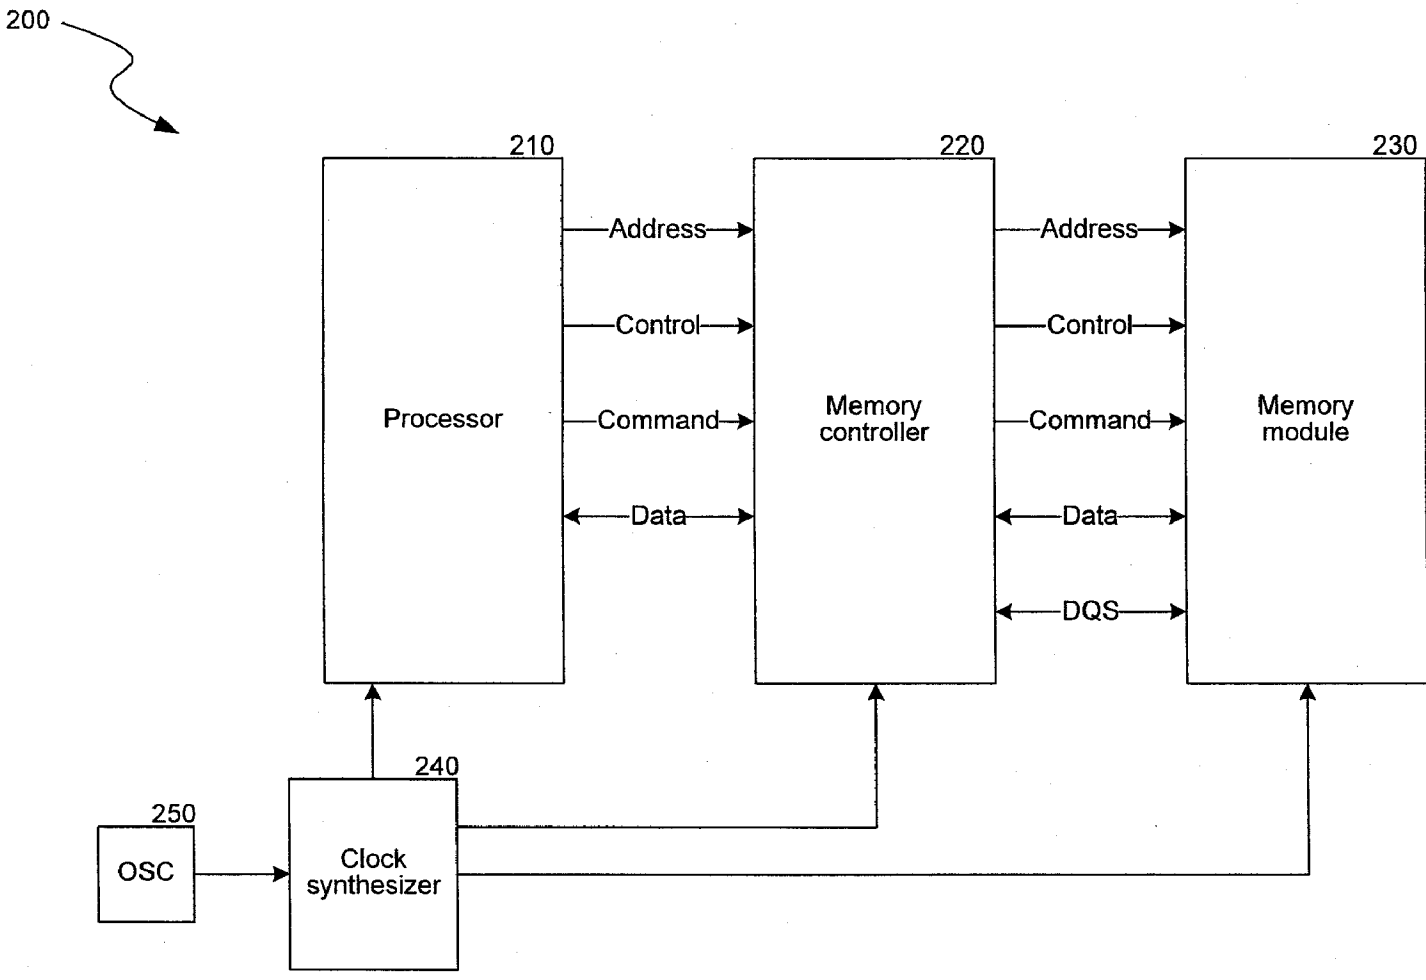 200
210
220
230
Address
Address
Control
Control
Processor
Command
Memory
controller
Command
Memory
module
Data
Data
DQS
240
250
OSC
Clock
synthesizer